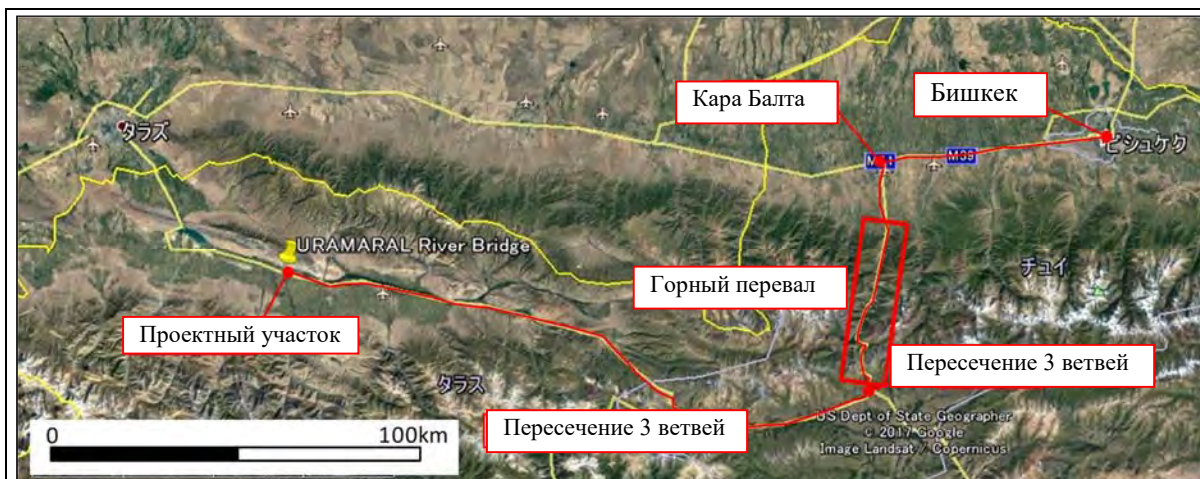 Кара Балта
Бишкек
タラズ
M39
ビシュケク
URAMARAL River Bridge
Горный перевал
チュイ
Проектный участок
タラス
Пересечение 3 ветвей
Пересечение 3 ветвей
US Dept of State Geographer
© 2017 Google
Image Landsat / Copernicus
0 100km